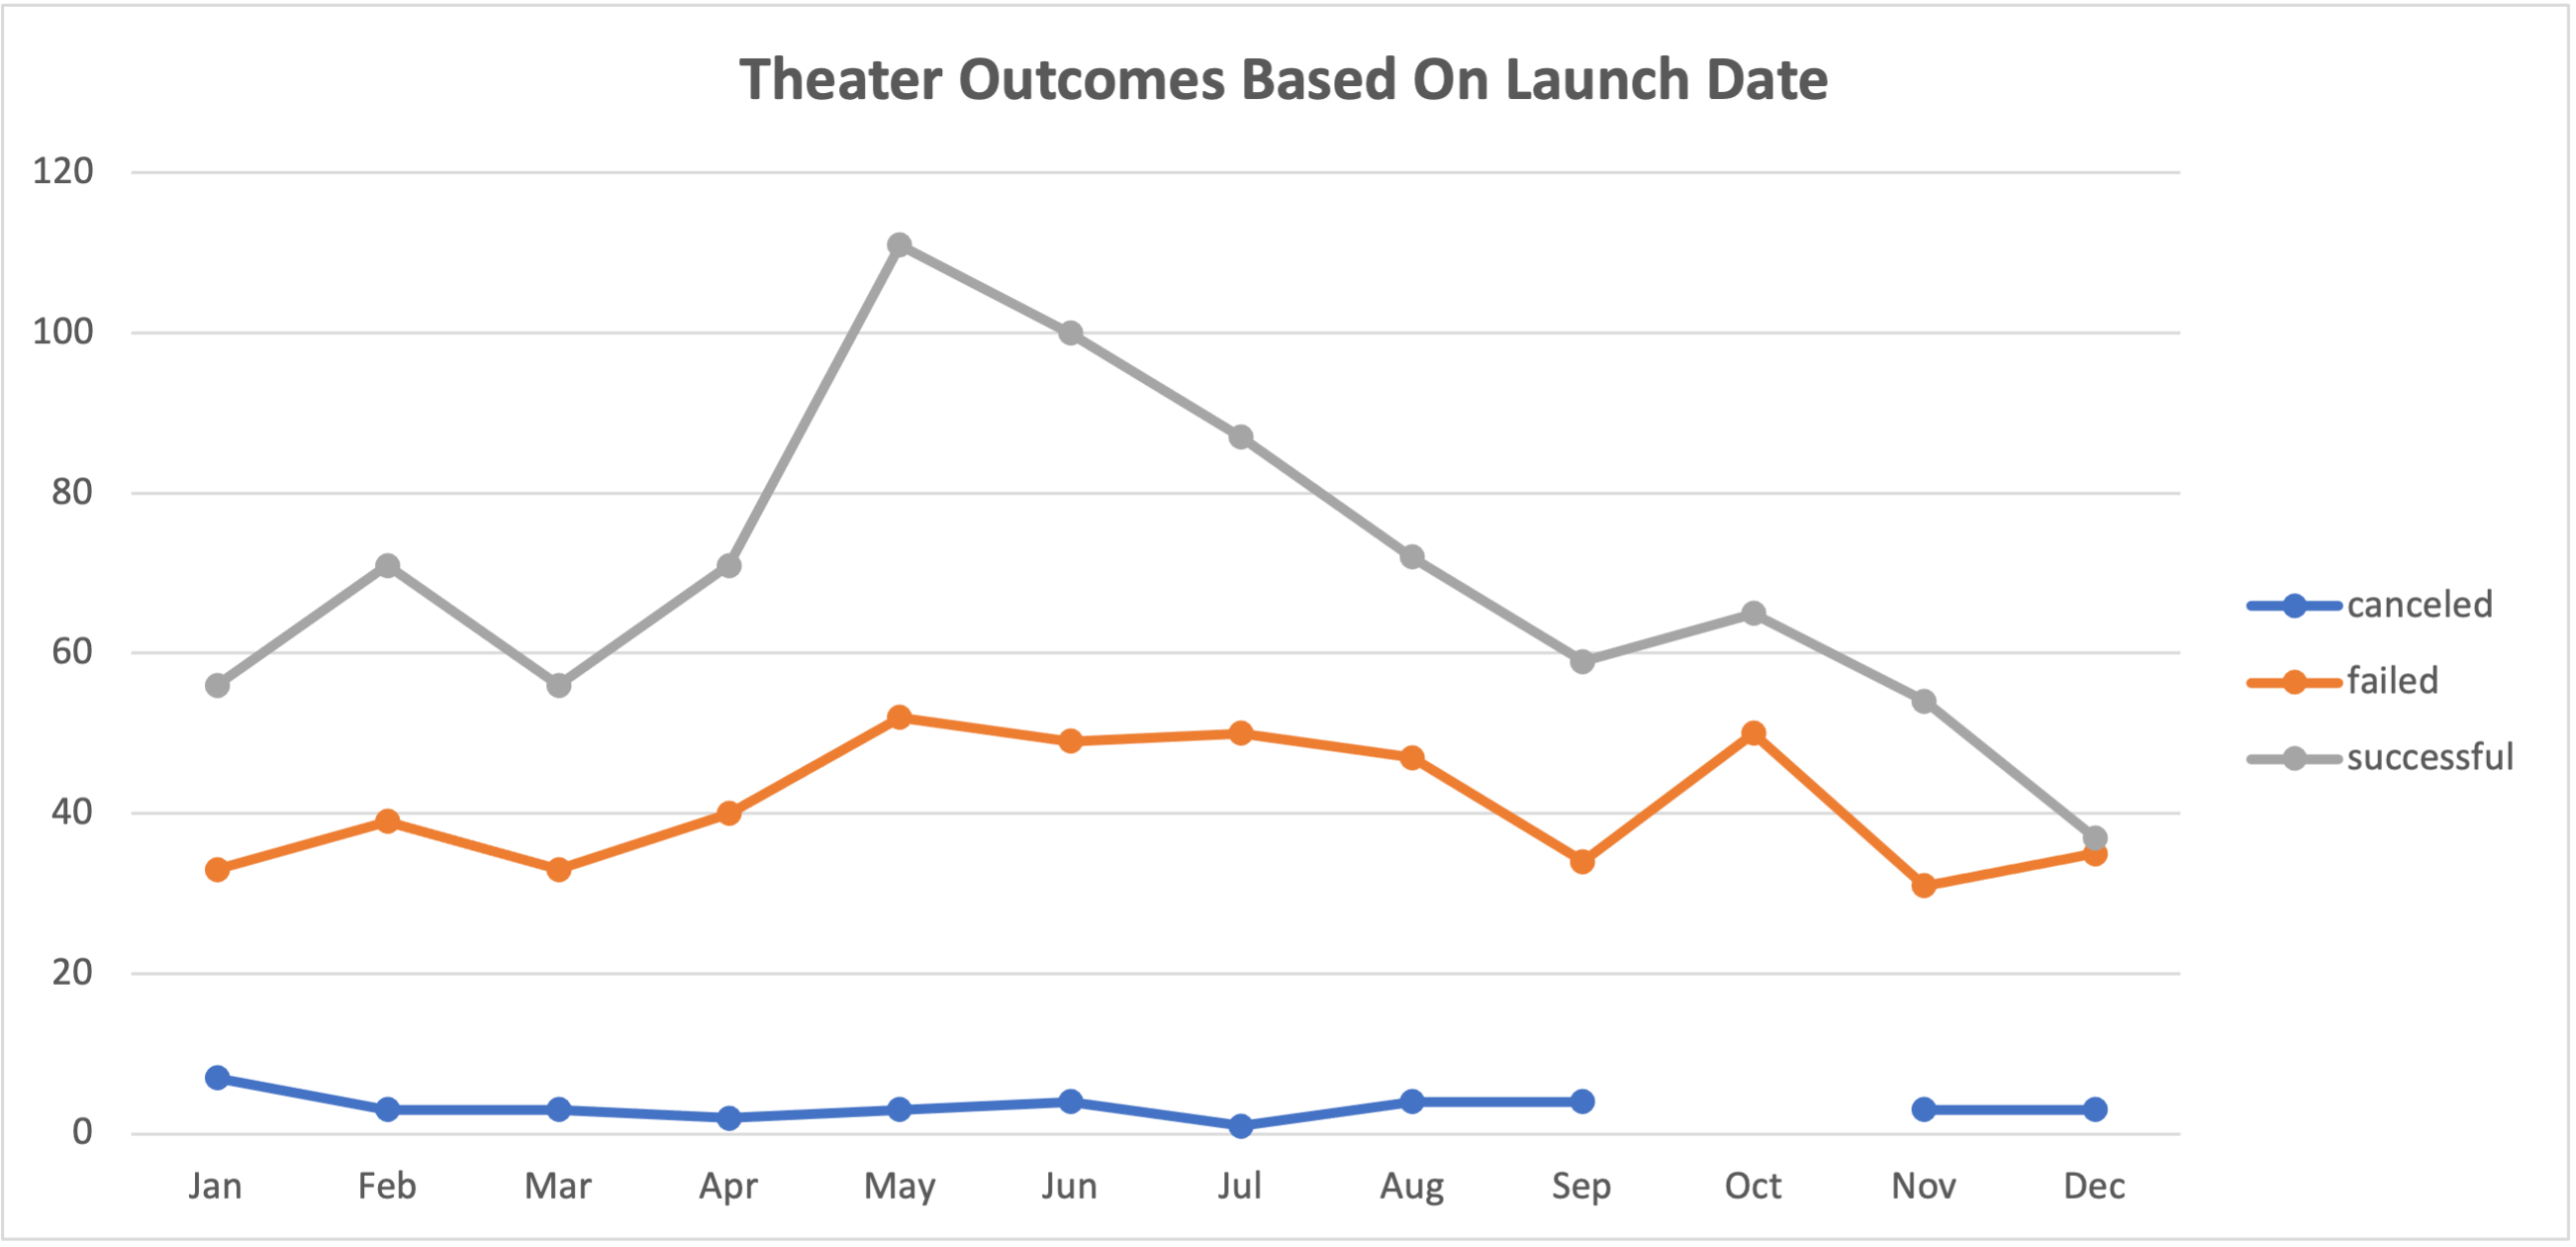 Theater Outcomes Based On Launch Date
120
100
80
60
40
20
0
Jan Feb Mar Apr May Jun Jul Aug Sep Oct Nov Dec
canceled
failed
successful